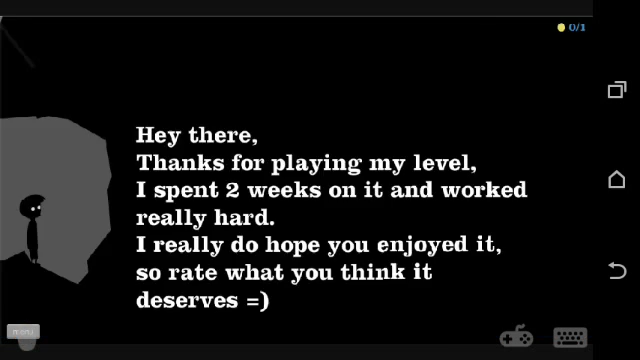 0/1
Hey there,
Thanks for playing my level,
I spent 2 weeks on it and worked
really hard.
I really do hope you enjoyed it,
so rate what you think it
deserves =)